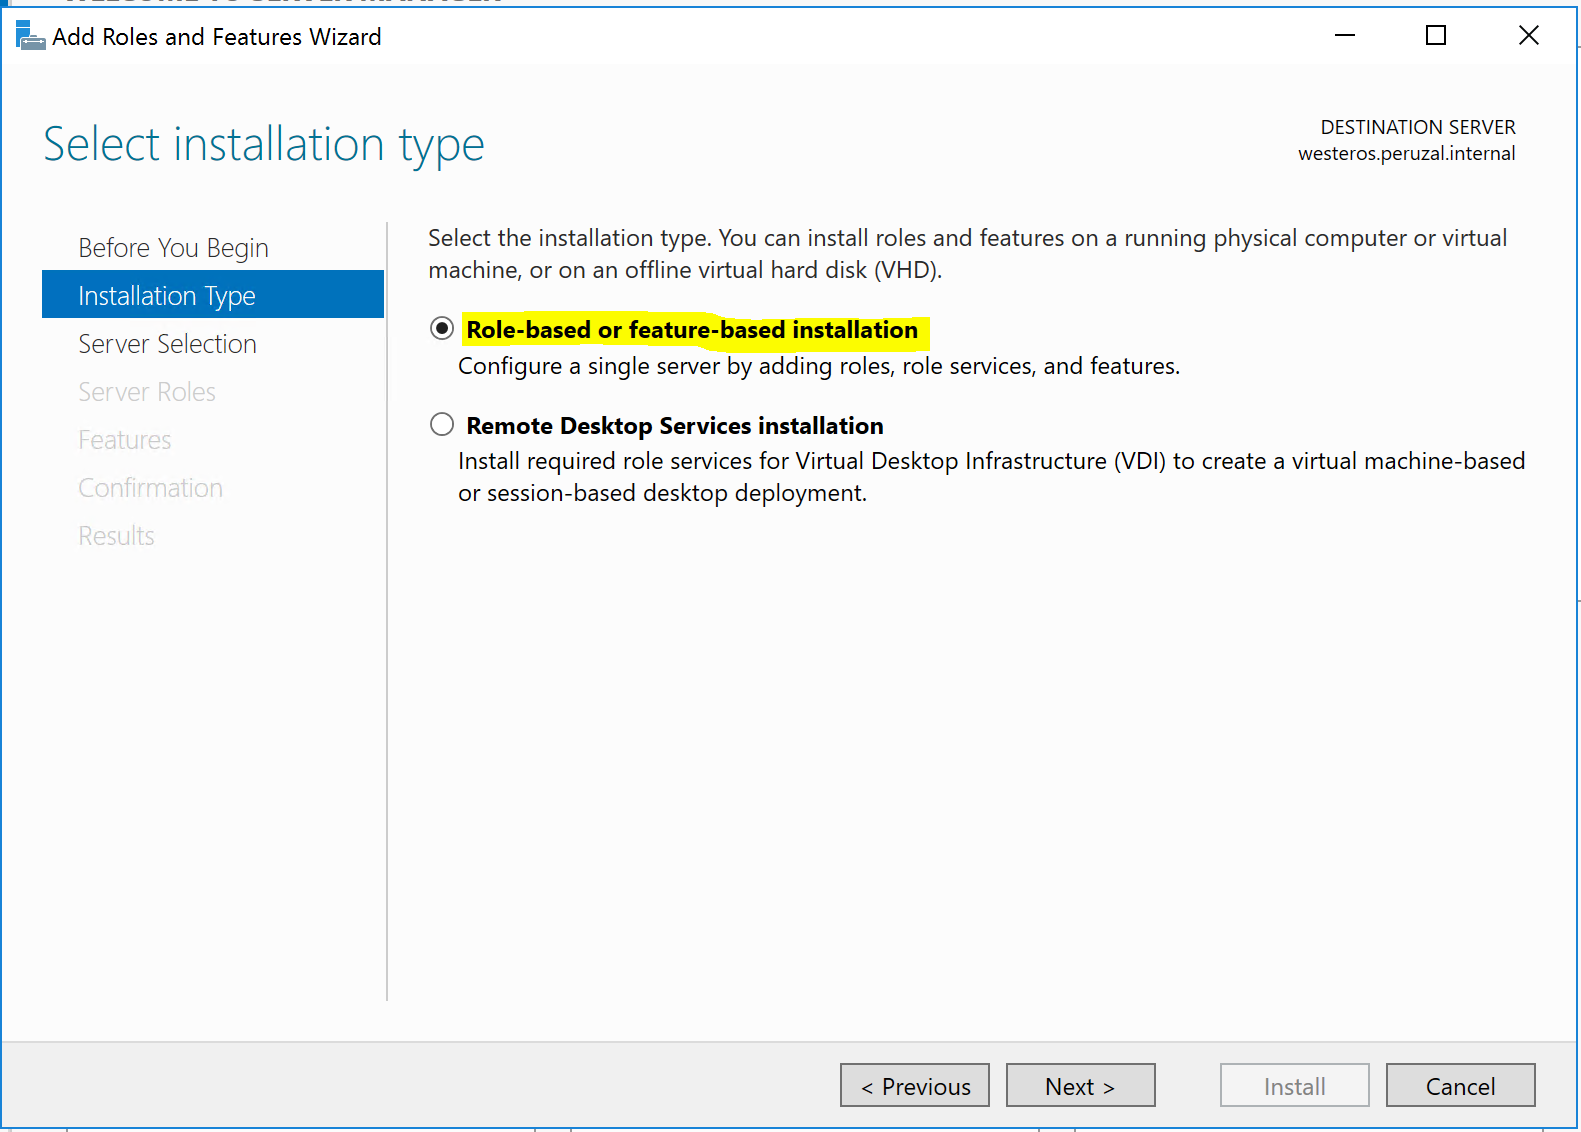 WELCOME TO SERVER MANAGER
Add Roles and Features Wizard
Select installation type
DESTINATION SERVER
westeros.peruzal.internal
Before You Begin
Installation Type
Server Selection
Server Roles
Features
Confirmation
Results
Select the installation type. You can install roles and features on a running physical computer or virtual
machine, or on an offline virtual hard disk (VHD).
Role-based or feature-based installation
Configure a single server by adding roles, role services, and features.
Remote Desktop Services installation
Install required role services for Virtual Desktop Infrastructure (VDI) to create a virtual machine-based
or session-based desktop deployment.
< Previous
Next >
Install
Cancel